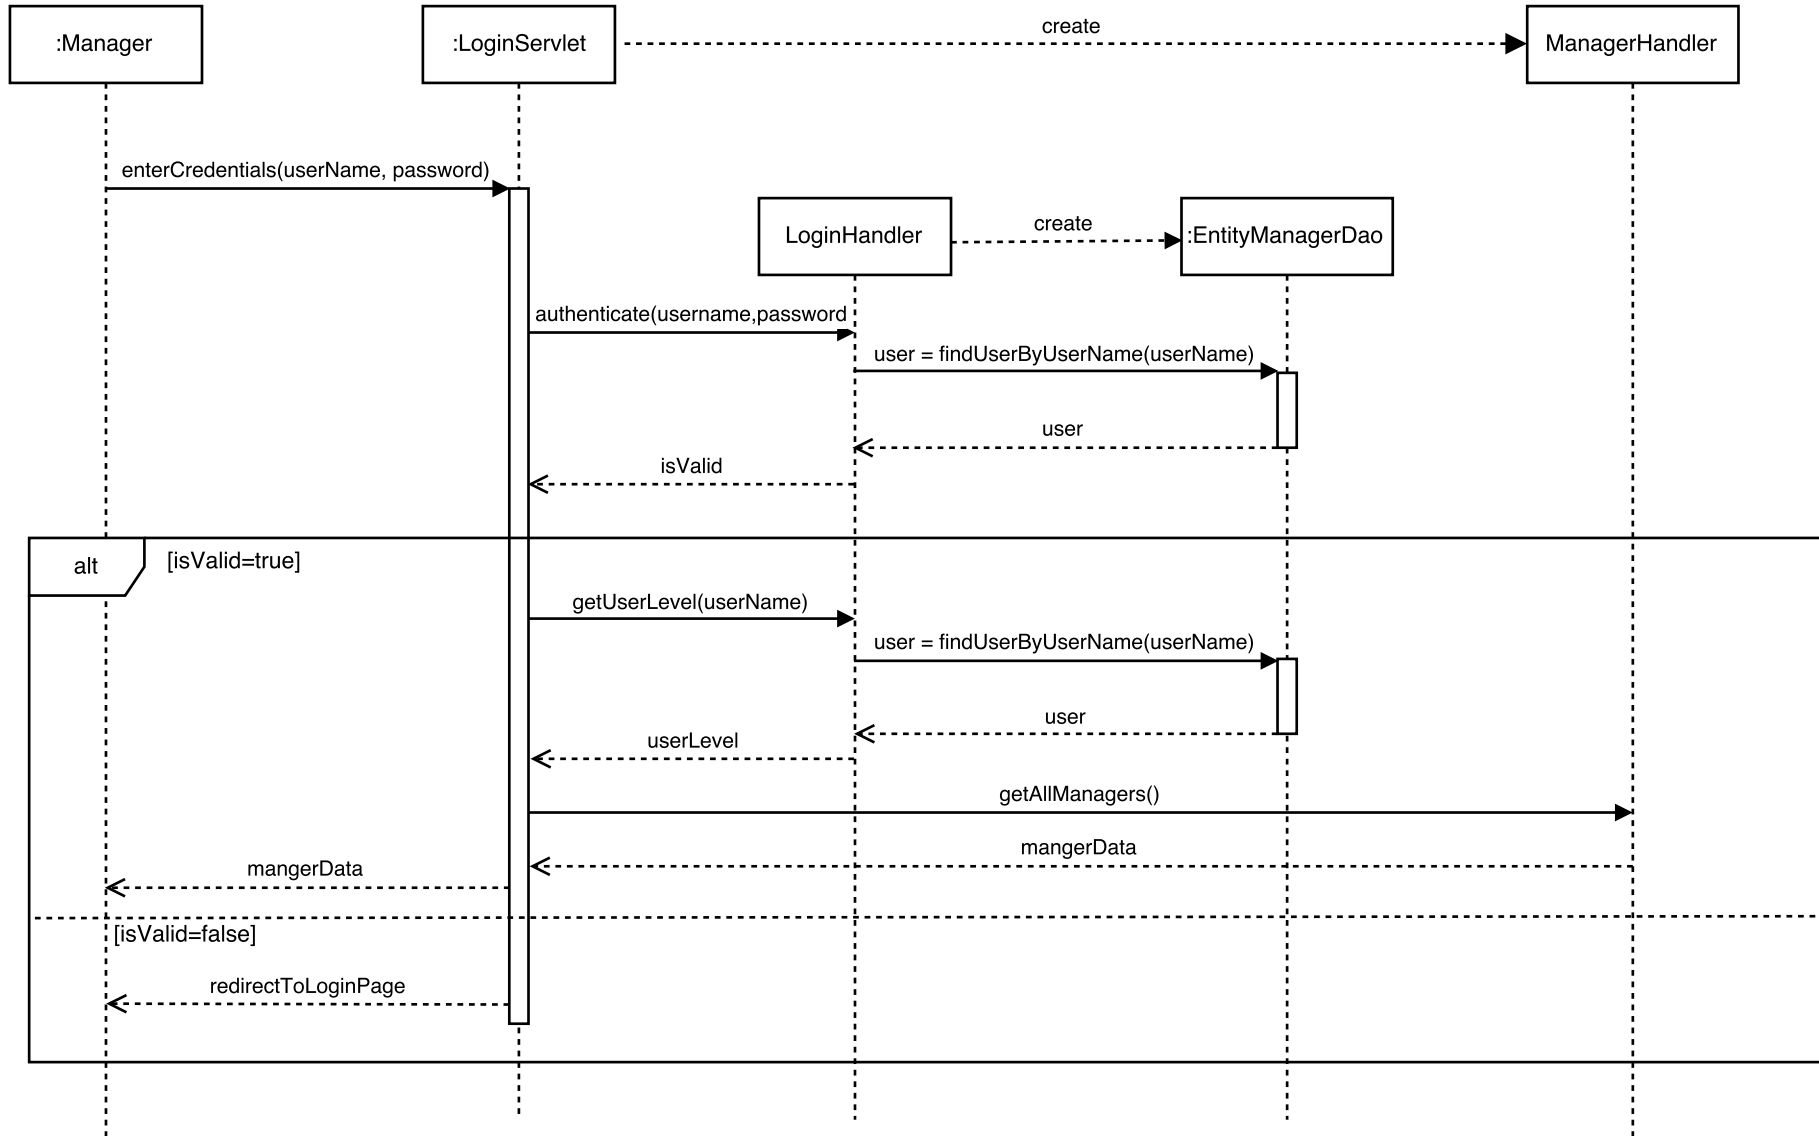 :Manager
:LoginServlet
create
ManagerHandler
enterCredentials(userName, password)
LoginHandler
create
:EntityManagerDao
authenticate(username,password
user = findUserByUserName(userName)
user
isValid
alt
[isValid=true]
getUserLevel(userName)
user = findUserByUserName(userName)
user
userLevel
getAllManagers()
mangerData
mangerData
[isValid=false]
redirectToLoginPage